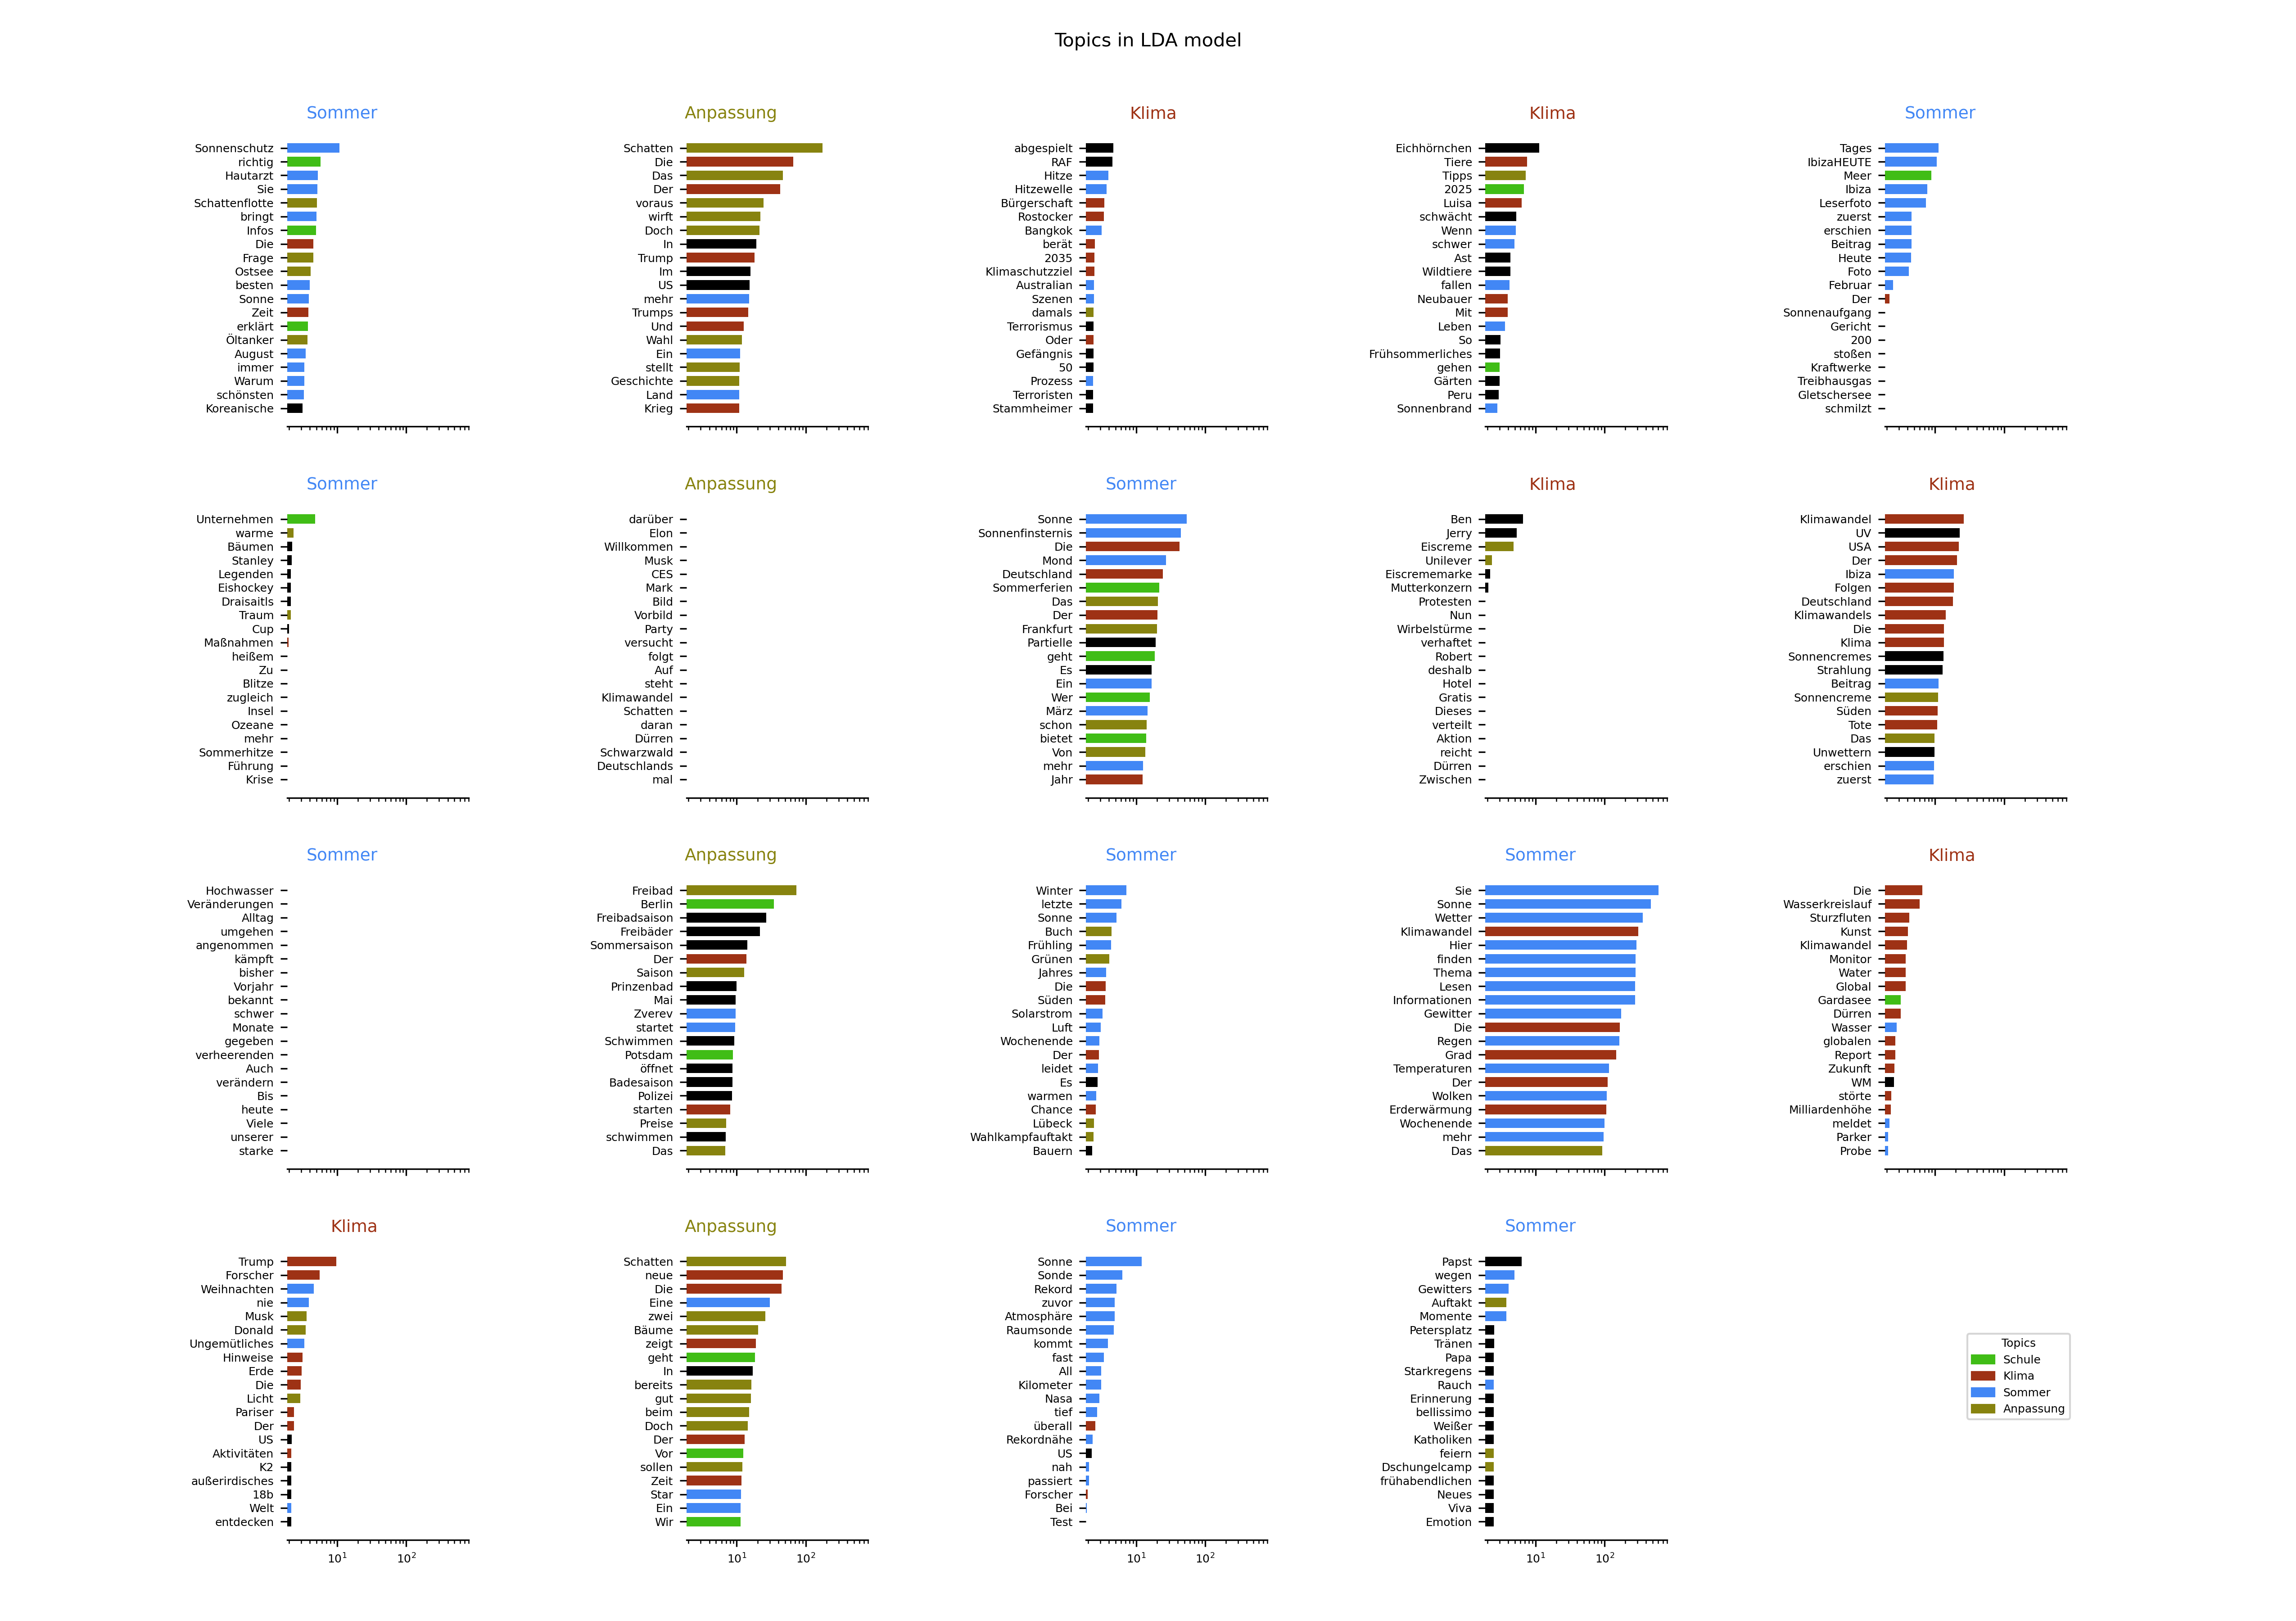 Topics in LDA model
Sommer
Sonnenschutz
richtig
Hautarzt
Sie
Schattenflotte
bringt
Infos
Die
Frage
Ostsee
besten
Sonne
Zeit
erklärt
Öltanker
August
immer
Warum
schönsten
Koreanische
Anpassung
Schatten
Die
Das
Der
voraus
wirft
Doch
In
Trump
Im
US
mehr
Trumps
Und
Wahl
Ein
stellt
Geschichte
Land
Krieg
Klima
abgespielt
RAF
Hitze
Hitzewelle
Bürgerschaft
Rostocker
Bangkok
berät
2035
Klimaschutzziel
Australian
Szenen
damals
Terrorismus
Oder
Gefängnis
50
Prozess
Terroristen
Stammheimer
Klima
Eichhörnchen
Tiere
Tipps
2025
Luisa
schwächt
Wenn
schwer
Ast
Wildtiere
fallen
Neubauer
Mit
Leben
So
Frühsommerliches
gehen
Gärten
Peru
Sonnenbrand
Sommer
Tages
IbizaHEUTE
Meer
Ibiza
Leserfoto
zuerst
erschien
Beitrag
Heute
Foto
Februar
Der
Sonnenaufgang
Gericht
200
stoßen
Kraftwerke
Treibhausgas
Gletschersee
schmilzt
Sommer
Unternehmen
warme
Bäumen
Stanley
Legenden
Eishockey
Draisaitls
Traum
Cup
Maßnahmen
heißem
Zu
Blitze
zugleich
Insel
Ozeane
mehr
Sommerhitze
Führung
Krise
Anpassung
darüber
Elon
Willkommen
Musk
CES
Mark
Bild
Vorbild
Party
versucht
folgt
Auf
steht
Klimawandel
Schatten
daran
Dürren
Schwarzwald
Deutschlands
mal
Sommer
Sonne
Sonnenfinsternis
Die
Mond
Deutschland
Sommerferien
Das
Der
Frankfurt
Partielle
geht
Es
Ein
Wer
März
schon
bietet
Von
mehr
Jahr
Klima
Ben
Jerry
Eiscreme
Unilever
Eiscrememarke
Mutterkonzern
Protesten
Nun
Wirbelstürme
verhaftet
Robert
deshalb
Hotel
Gratis
Dieses
verteilt
Aktion
reicht
Dürren
Zwischen
Klima
Klimawandel
UV
USA
Der
Ibiza
Folgen
Deutschland
Klimawandels
Die
Klima
Sonnencremes
Strahlung
Beitrag
Sonnencreme
Süden
Tote
Das
Unwettern
erschien
zuerst
Sommer
Hochwasser
Veränderungen
Alltag
umgehen
angenommen
kämpft
bisher
Vorjahr
bekannt
schwer
Monate
gegeben
verheerenden
Auch
verändern
Bis
heute
Viele
unserer
starke
Anpassung
Freibad
Berlin
Freibadsaison
Freibäder
Sommersaison
Der
Saison
Prinzenbad
Mai
Zverev
startet
Schwimmen
Potsdam
öffnet
Badesaison
Polizei
starten
Preise
schwimmen
Das
Sommer
Winter
letzte
Sonne
Buch
Frühling
Grünen
Jahres
Die
Süden
Solarstrom
Luft
Wochenende
Der
leidet
Es
warmen
Chance
Lübeck
Wahlkampfauftakt
Bauern
Sommer
Sie
Sonne
Wetter
Klimawandel
Hier
finden
Thema
Lesen
Informationen
Gewitter
Die
Regen
Grad
Temperaturen
Der
Wolken
Erderwärmung
Wochenende
mehr
Das
Klima
Die
Wasserkreislauf
Sturzfluten
Kunst
Klimawandel
Monitor
Water
Global
Gardasee
Dürren
Wasser
globalen
Report
Zukunft
WM
störte
Milliardenhöhe
meldet
Parker
Probe
Klima
Trump
Forscher
Weihnachten
nie
Musk
Donald
Ungemütliches
Hinweise
Erde
Die
Licht
Pariser
Der
US
Aktivitäten
K2
außerirdisches
18b
Welt
entdecken
10¹ 10²
Anpassung
Schatten
neue
Die
Eine
zwei
Bäume
zeigt
geht
In
bereits
gut
beim
Doch
Der
Vor
sollen
Zeit
Star
Ein
Wir
10¹ 10²
Sommer
Sonne
Sonde
Rekord
zuvor
Atmosphäre
Raumsonde
kommt
fast
All
Kilometer
Nasa
tief
überall
Rekordnähe
US
nah
passiert
Forscher
Bei
Test
10¹ 10²
Sommer
Papst
wegen
Gewitters
Auftakt
Momente
Petersplatz
Tränen
Papa
Starkregens
Rauch
Erinnerung
bellissimo
Weißer
Katholiken
feiern
Dschungelcamp
frühabendlichen
Neues
Viva
Emotion
10¹ 10²
Topics
Schule
Klima
Sommer
Anpassung